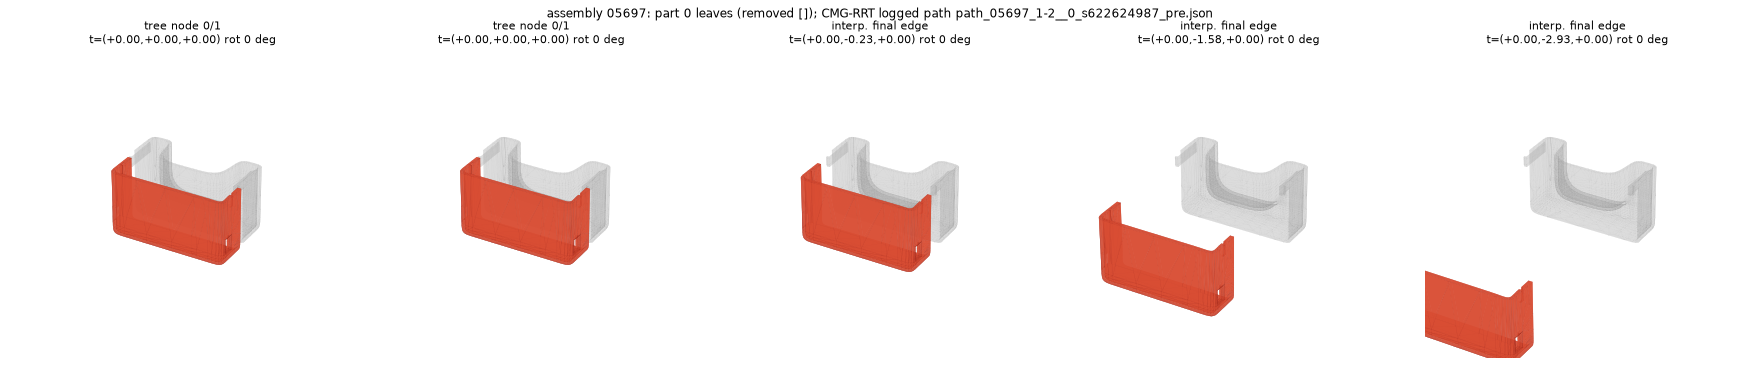 assembly 05697: part 0 leaves (removed []); CMG-RRT logged path path_05697_1-2__0_s622624987_pre.json
tree node 0/1
t=(+0.00,+0.00,+0.00) rot 0 deg
tree node 0/1
t=(+0.00,+0.00,+0.00) rot 0 deg
interp. final edge
t=(+0.00,-0.23,+0.00) rot 0 deg
interp. final edge
t=(+0.00,-1.58,+0.00) rot 0 deg
interp. final edge
t=(+0.00,-2.93,+0.00) rot 0 deg